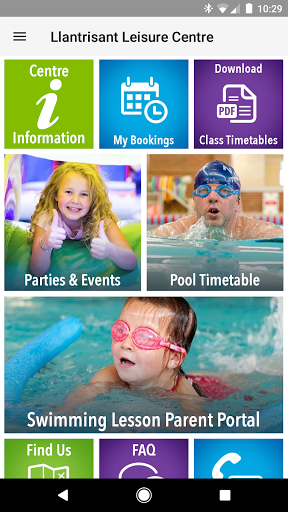 10:29
Llantrisant Leisure Centre
Centre
Information
My Bookings
Download
PDF
Class Timetables
Parties & Events
Pool Timetable
Swimming Lesson Parent Portal
Find Us
FAQ